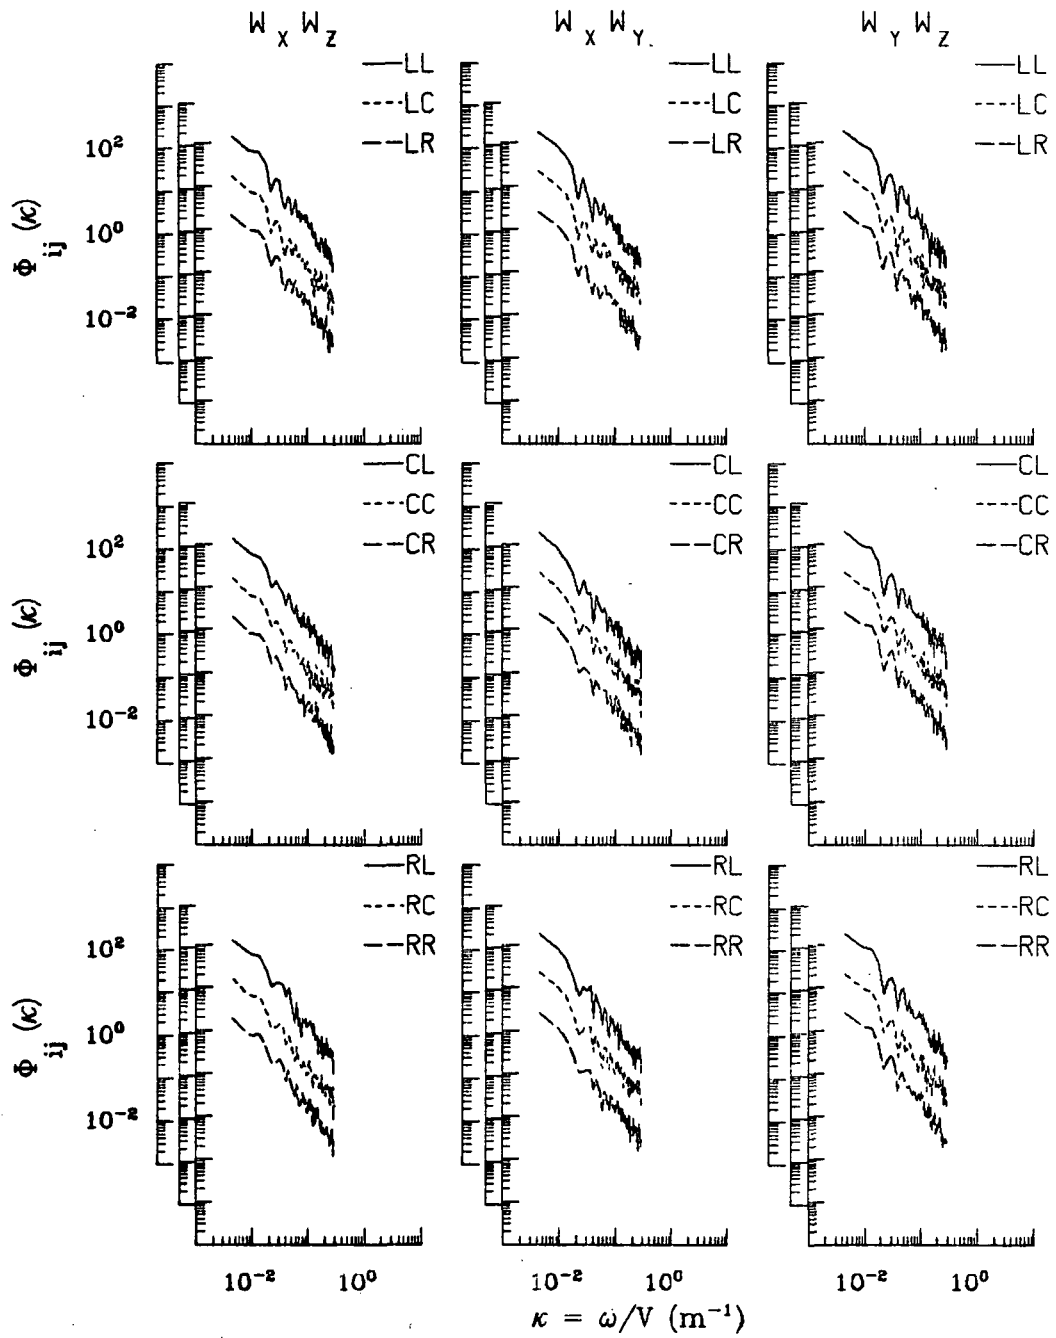 W X W Z
W X W Y
W Y W Z
LL
LC
LR
LL
LC
LR
LL
LC
LR
Φ ij (κ)
10²
10⁰
10⁻²
CL
CC
CR
CL
CC
CR
CL
CC
CR
Φ ij (κ)
10²
10⁰
10⁻²
RL
RC
RR
RL
RC
RR
RL
RC
RR
Φ ij (κ)
10²
10⁰
10⁻²
10⁻² 10⁰
10⁻² 10⁰
10⁻² 10⁰
κ = ω/V (m⁻¹)